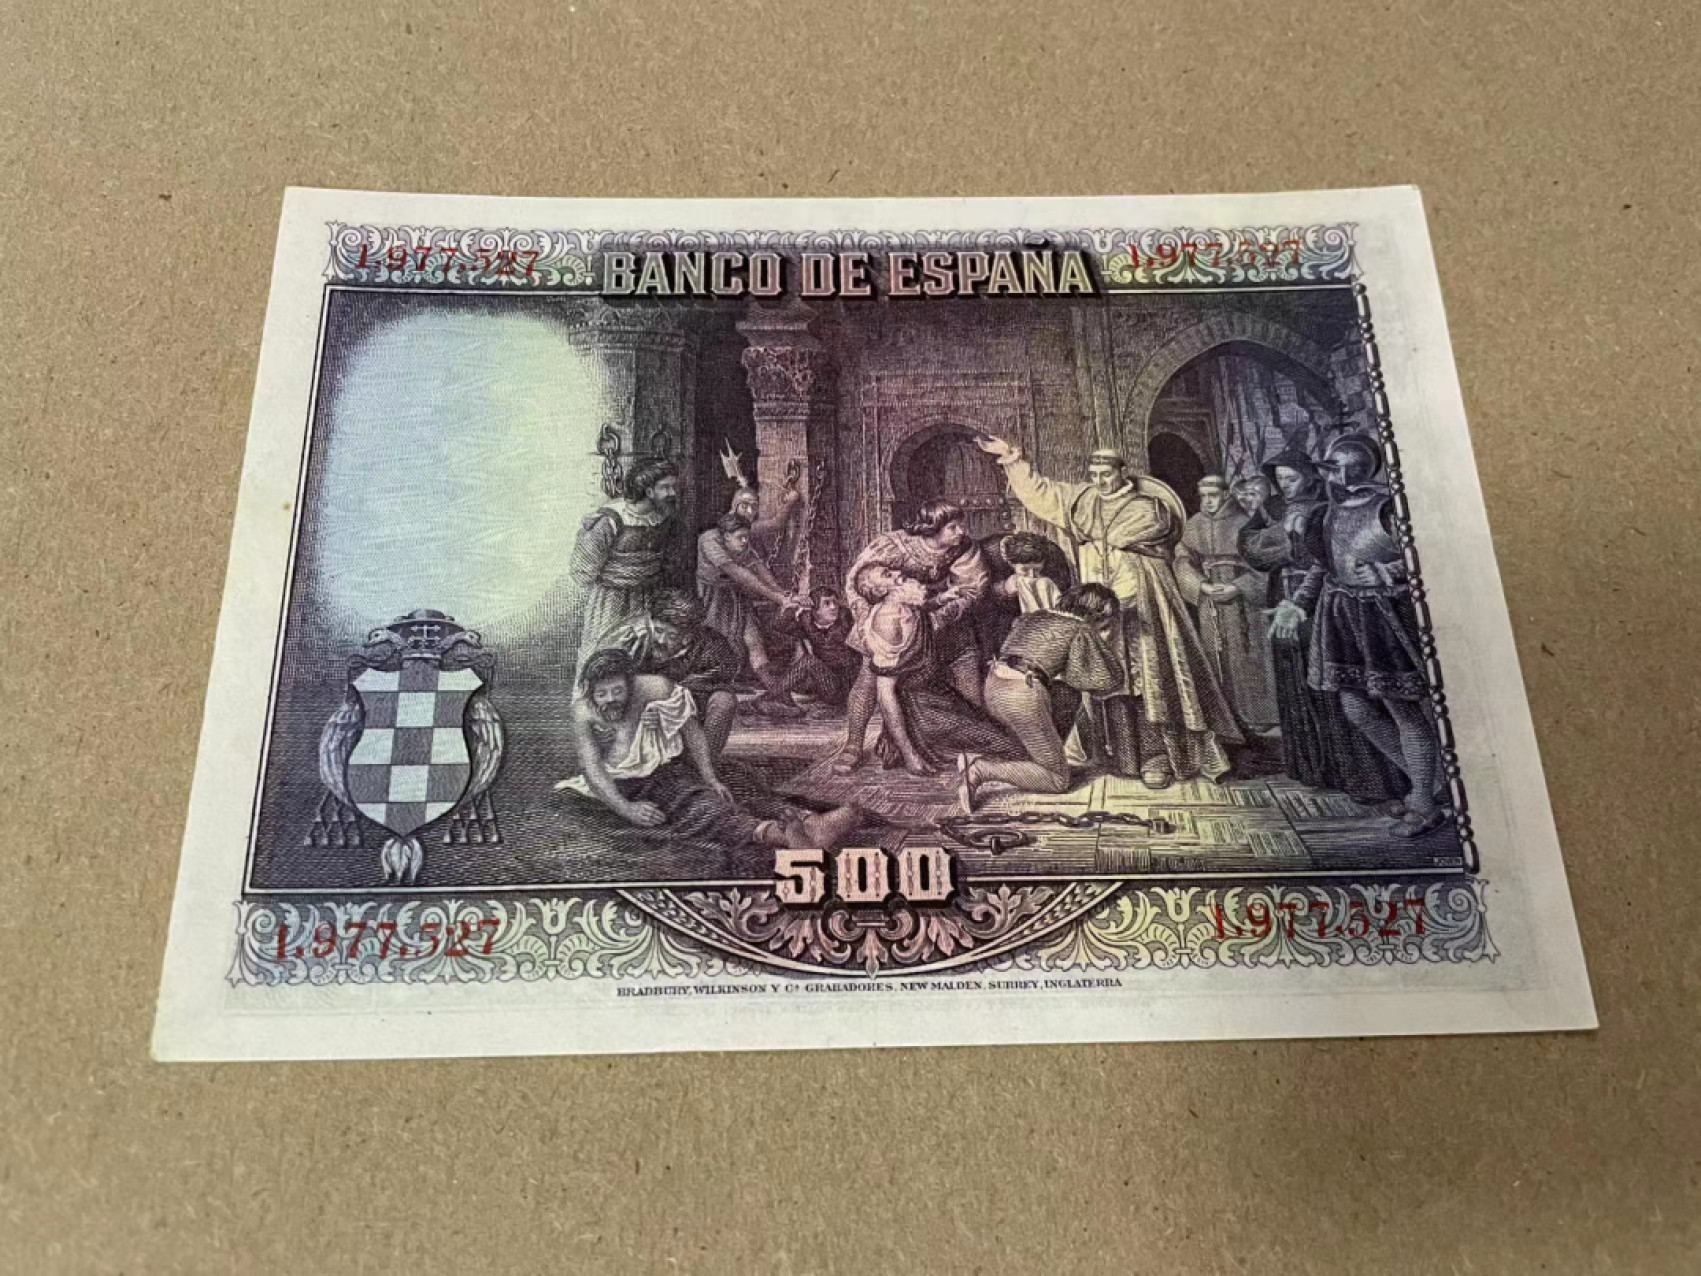 1.977.527 BANCO DE ESPAÑA 1.977.527
500
1.977.527 1.977.527
BRADBURY, WILKINSON Y Cª GRABADORES, NEW MALDEN, SURREY, INGLATERRA